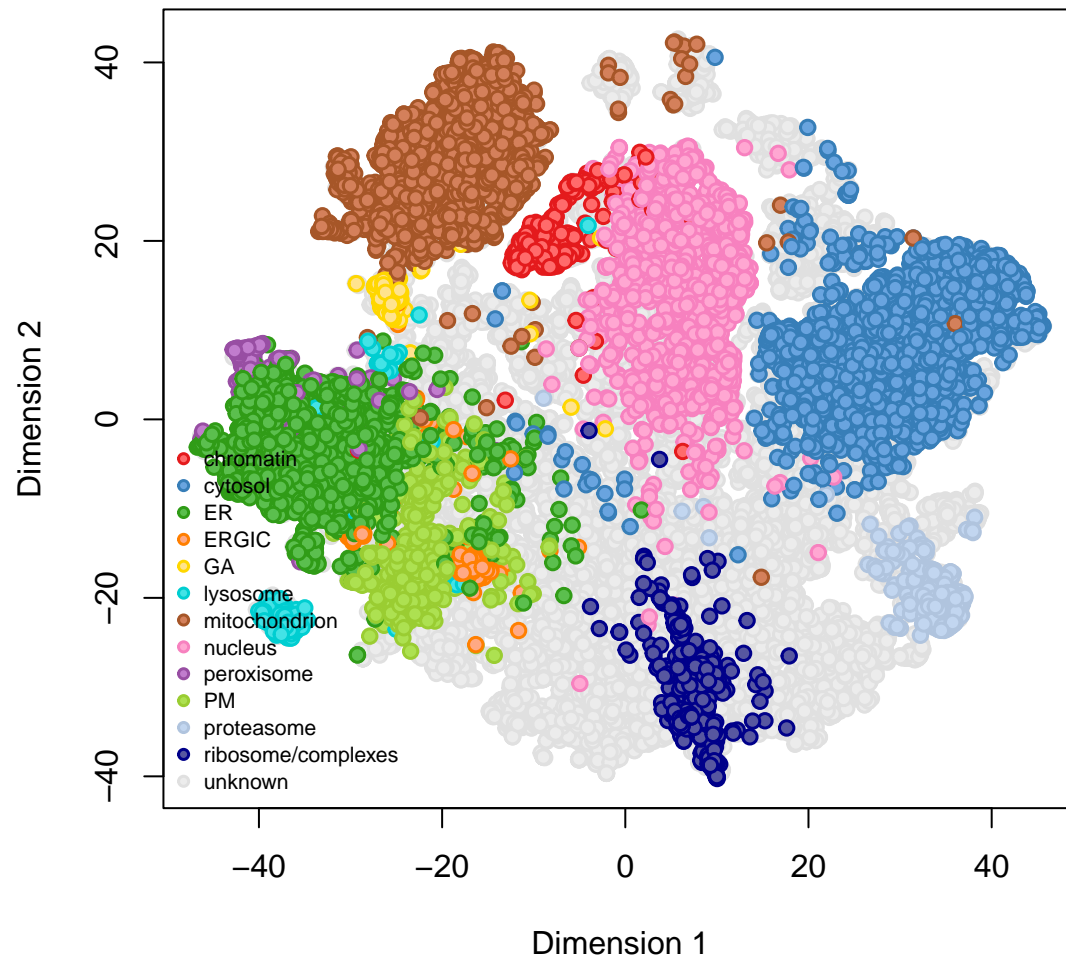 40
20
0
−20
−40
Dimension 2
chromatin
cytosol
ER
ERGIC
GA
lysosome
mitochondrion
nucleus
peroxisome
PM
proteasome
ribosome/complexes
unknown
−40 −20 0 20 40
Dimension 1